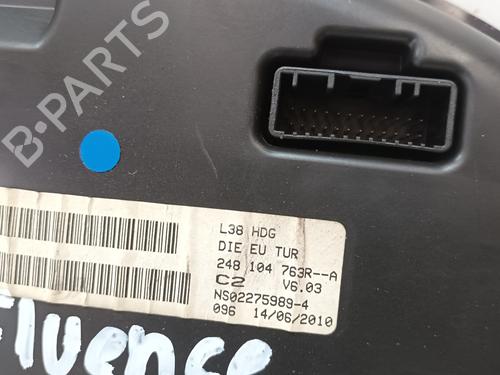 B-PARTS
L38 HDG
DIE EU TUR
248 104 763R--A
C2 V6.03
NS02275989-4
096 14/06/2010
Fluence